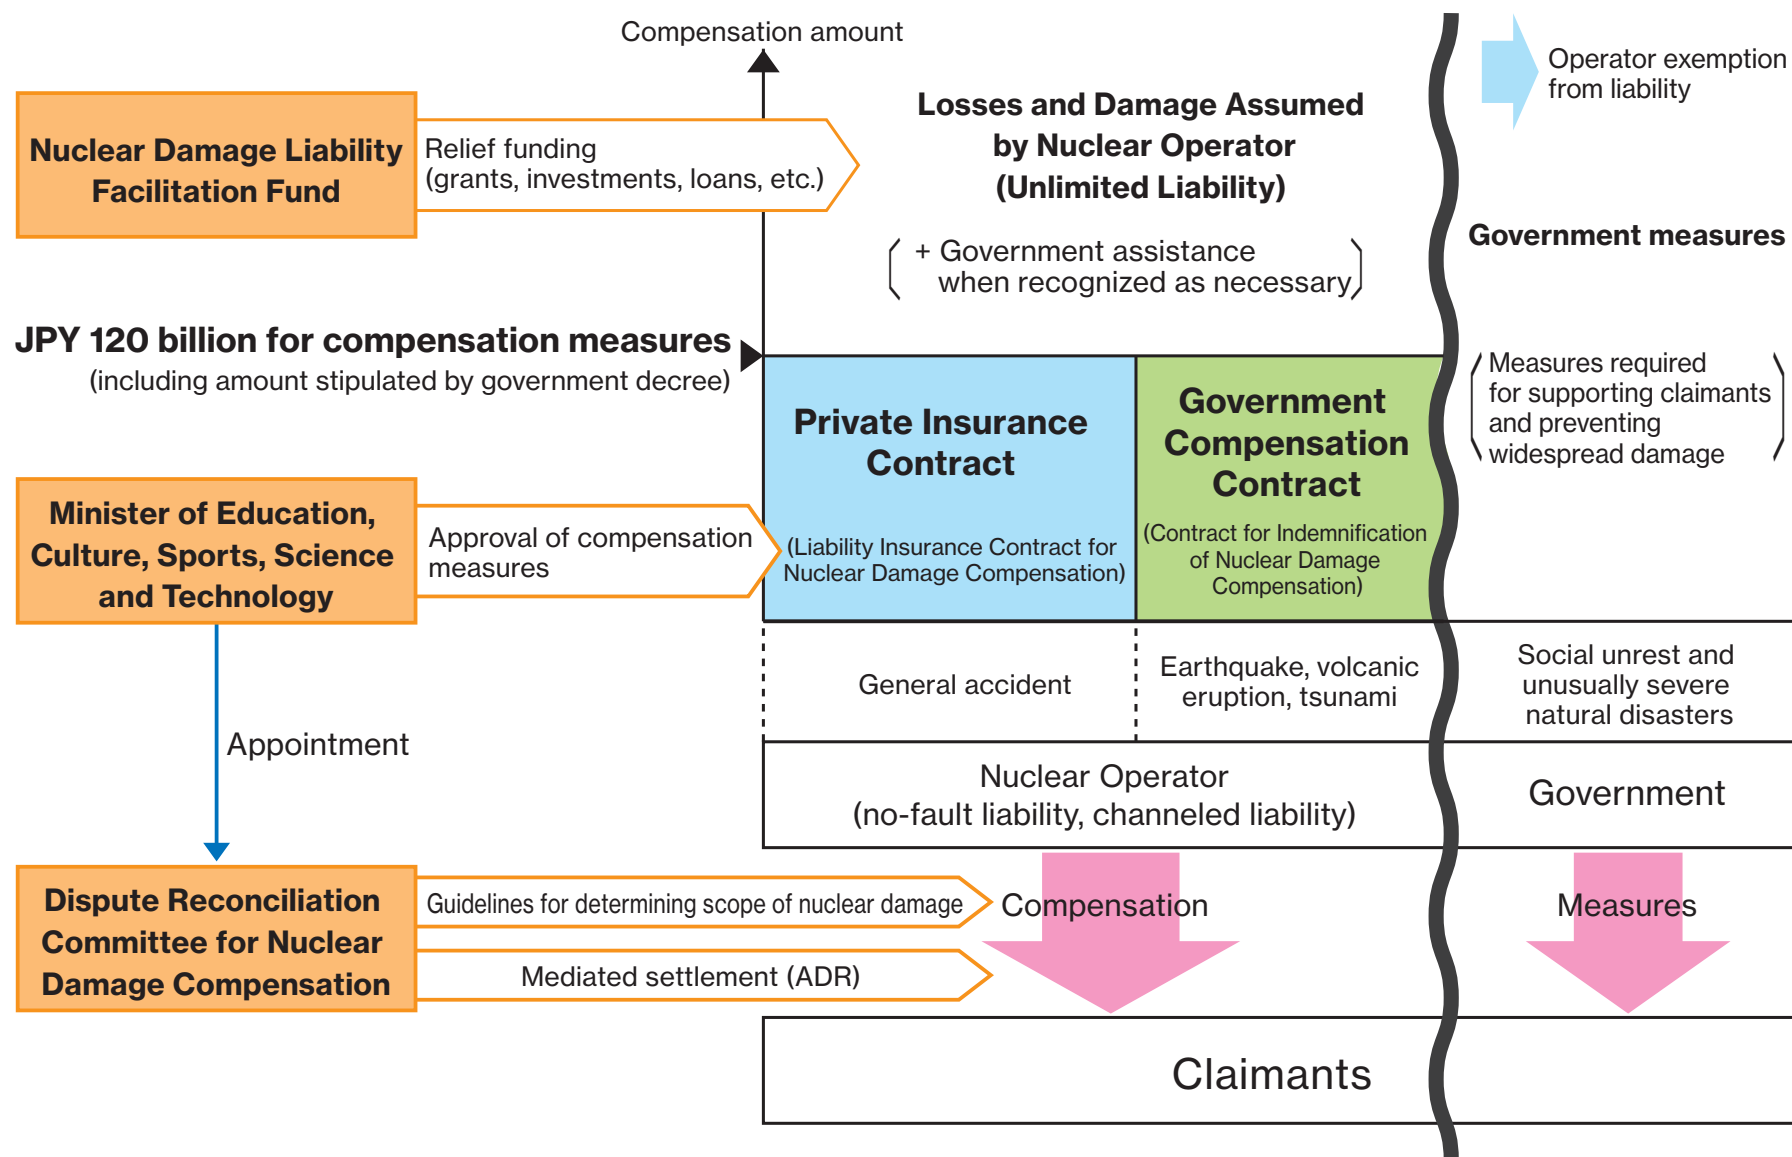 Compensation amount
Operator exemption
from liability
Nuclear Damage Liability
Facilitation Fund
Relief funding
(grants, investments, loans, etc.)
Losses and Damage Assumed
by Nuclear Operator
(Unlimited Liability)
+ Government assistance
when recognized as necessary
Government measures
JPY 120 billion for compensation measures
(including amount stipulated by government decree)
Measures required
for supporting claimants
and preventing
widespread damage
Private Insurance
Contract
(Liability Insurance Contract for
Nuclear Damage Compensation)
Government
Compensation
Contract
(Contract for Indemnification
of Nuclear Damage
Compensation)
Minister of Education,
Culture, Sports, Science
and Technology
Approval of compensation
measures
General accident
Earthquake, volcanic
eruption, tsunami
Social unrest and
unusually severe
natural disasters
Appointment
Nuclear Operator
(no-fault liability, channeled liability)
Government
Dispute Reconciliation
Committee for Nuclear
Damage Compensation
Guidelines for determining scope of nuclear damage
Mediated settlement (ADR)
Compensation
Measures
Claimants